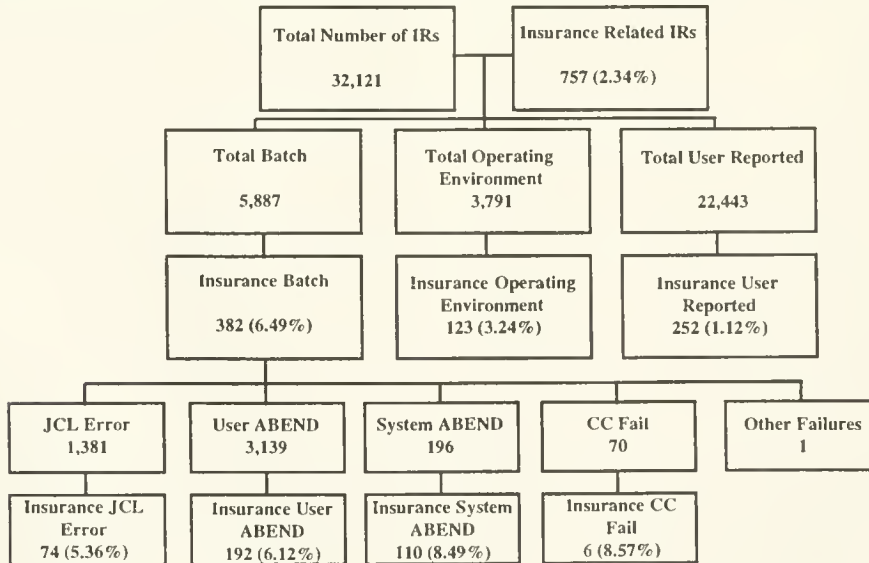 Total Number of IRs
32,121
Insurance Related IRs
757 (2.34%)
Total Batch
5,887
Total Operating
Environment
3,791
Total User Reported
22,443
Insurance Batch
382 (6.49%)
Insurance Operating
Environment
123 (3.24%)
Insurance User
Reported
252 (1.12%)
JCL Error
1,381
User ABEND
3,139
System ABEND
196
CC Fail
70
Other Failures
1
Insurance JCL
Error
74 (5.36%)
Insurance User
ABEND
192 (6.12%)
Insurance System
ABEND
110 (8.49%)
Insurance CC
Fail
6 (8.57%)